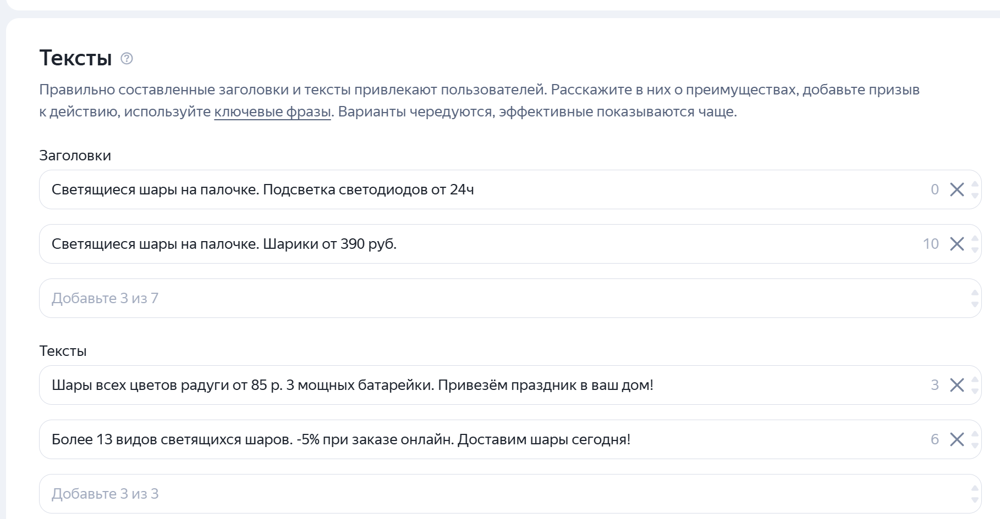 Тексты
Правильно составленные заголовки и тексты привлекают пользователей. Расскажите в них о преимуществах, добавьте призыв
к действию, используйте ключевые фразы. Варианты чередуются, эффективные показываются чаще.
Заголовки
Светящиеся шары на палочке. Подсветка светодиодов от 24ч 0
Светящиеся шары на палочке. Шарики от 390 руб. 10
Добавьте 3 из 7
Тексты
Шары всех цветов радуги от 85 р. 3 мощных батарейки. Привезём праздник в ваш дом! 3
Более 13 видов светящихся шаров. -5% при заказе онлайн. Доставим шары сегодня! 6
Добавьте 3 из 3